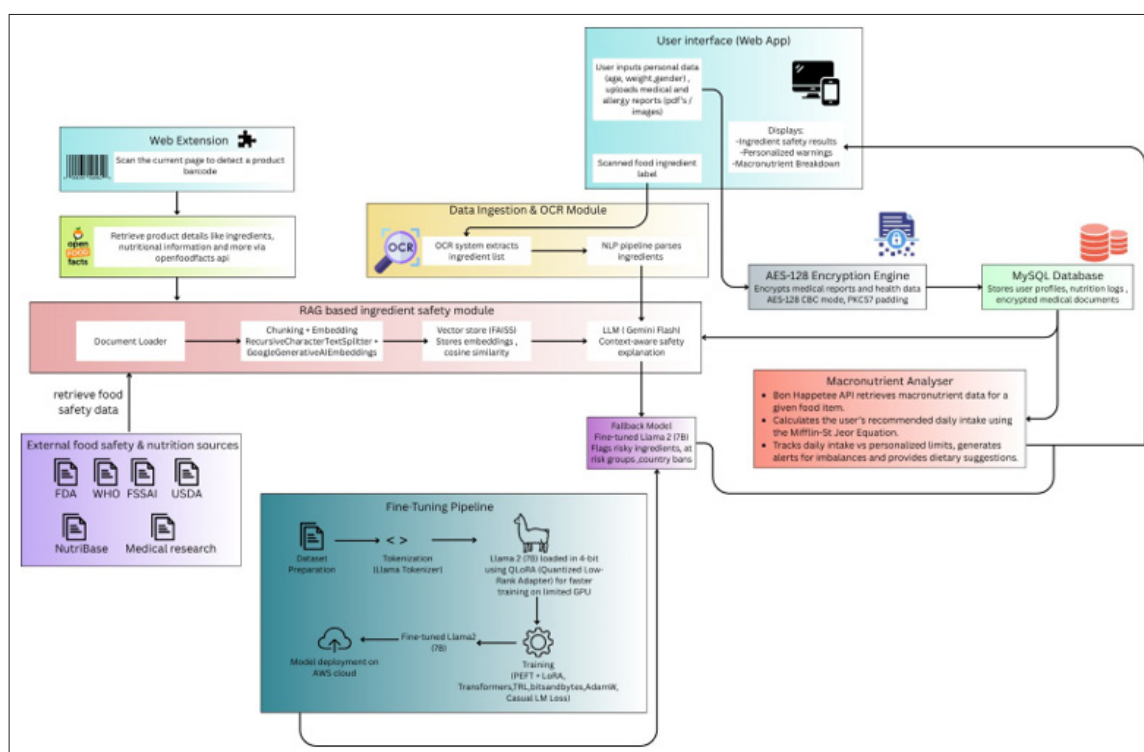 User interface (Web App)
User inputs personal data
(age, weight,gender) ,
uploads medical and
allergy reports (pdf's /
images)
Displays:
-Ingredient safety results
-Personalized warnings
-Macronutrient Breakdown
Scanned food ingredient
label
Web Extension
Scan the current page to detect a product
barcode
open
FOOD
facts
Retrieve product details like ingredients,
nutritional information and more via
openfoodfacts api
Data Ingestion & OCR Module
OCR
OCR system extracts
ingredient list
NLP pipeline parses
ingredients
AES-128 Encryption Engine
Encrypts medical reports and health data
AES-128 CBC mode, PKCS7 padding
MySQL Database
Stores user profiles, nutrition logs ,
encrypted medical documents
RAG based ingredient safety module
Document Loader
Chunking + Embedding
RecursiveCharacterTextSplitter +
GoogleGenerativeAIEmbeddings
Vector store (FAISS)
Stores embeddings ,
cosine similarity
LLM ( Gemini Flash)
Context-aware safety
explanation
retrieve food
safety data
Macronutrient Analyser
• Bon Happetee API retrieves macronutrient data for a
given food item.
• Calculates the user's recommended daily intake using
the Mifflin-St Jeor Equation.
• Tracks daily intake vs personalized limits, generates
alerts for imbalances and provides dietary suggestions.
Fallback Model
Fine-tuned Llama 2 (7B)
Flags risky ingredients, at
risk groups ,country bans
External food safety & nutrition sources
FDA WHO FSSAI USDA
NutriBase Medical research
Fine-Tuning Pipeline
Dataset
Preparation
< >
Tokenization
(Llama Tokenizer)
Llama 2 (7B) loaded in 4-bit
using QLoRA (Quantized Low-
Rank Adapter) for faster
training on limited GPU
Fine-tuned Llama2
(7B)
Model deployment on
AWS cloud
Training
(PEFT + LoRA,
Transformers,TRL,bitsandbytes,AdamW,
Casual LM Loss)